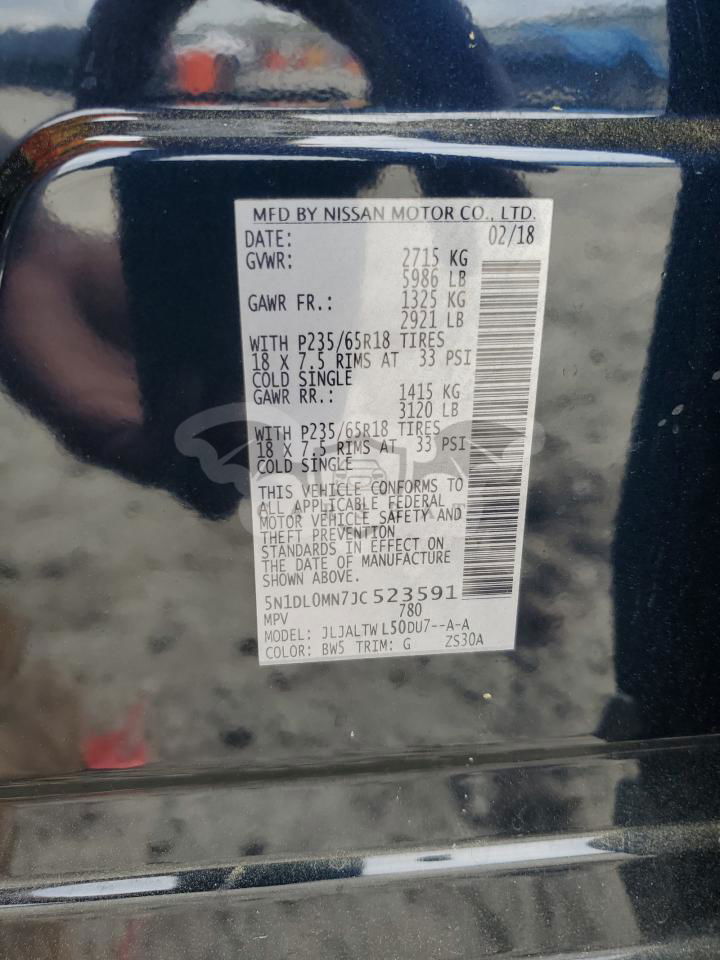 MFD BY NISSAN MOTOR CO., LTD.
DATE: 02/18
GVWR: 2715 KG
5986 LB
GAWR FR.: 1325 KG
2921 LB
WITH P235/65R18 TIRES
18 X 7.5 RIMS AT 33 PSI
COLD SINGLE
GAWR RR.: 1415 KG
3120 LB
WITH P235/65R18 TIRES
18 X 7.5 RIMS AT 33 PSI
COLD SINGLE
THIS VEHICLE CONFORMS TO
ALL APPLICABLE FEDERAL
MOTOR VEHICLE SAFETY AND
THEFT PREVENTION
STANDARDS IN EFFECT ON
THE DATE OF MANUFACTURE
SHOWN ABOVE.
5N1DL0MN7JC 523591
MPV 780
MODEL: JLJALTW L50DU7--A-A
COLOR: BW5 TRIM: G ZS30A